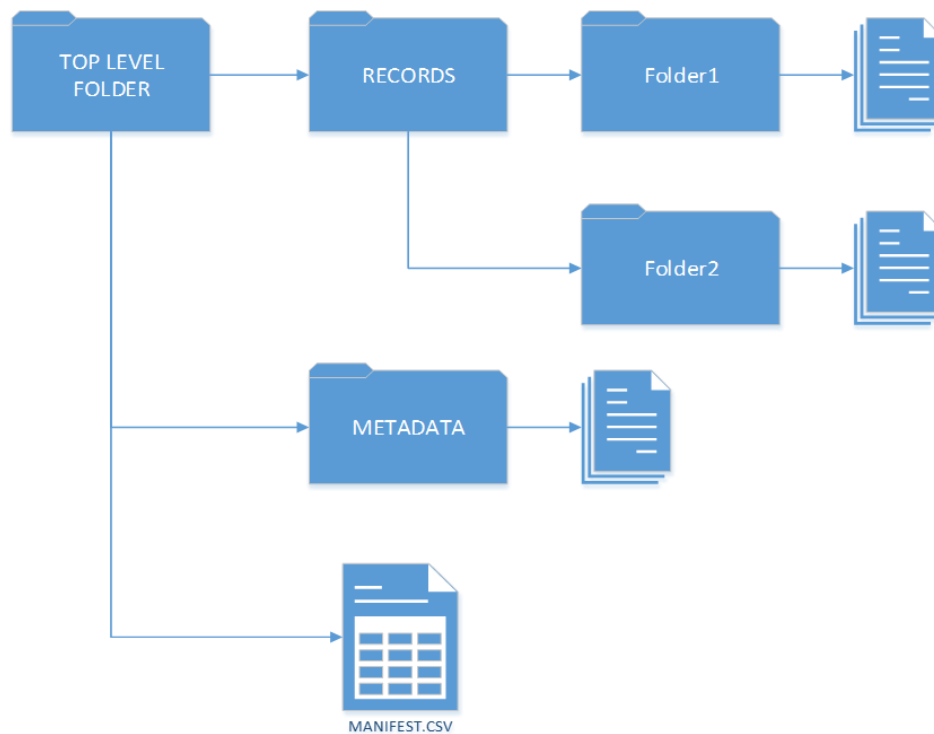 TOP LEVEL
FOLDER
RECORDS
Folder1
Folder2
METADATA
MANIFEST.CSV